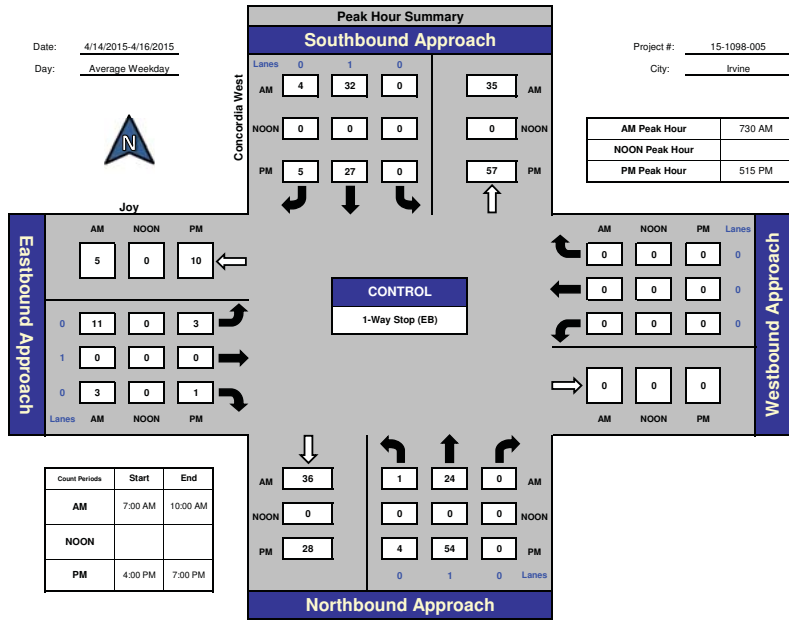 Peak Hour Summary
Southbound Approach
Date: 4/14/2015-4/16/2015
Day: Average Weekday
Project #: 15-1098-005
City: Irvine
N
Concordia West
Lanes 0 1 0
AM 4 32 0 35 AM
NOON 0 0 0 0 NOON
PM 5 27 0 57 PM
AM Peak Hour 730 AM
NOON Peak Hour
PM Peak Hour 515 PM
Joy
Eastbound Approach
AM NOON PM
5 0 10
0 11 0 3
1 0 0 0
0 3 0 1
Lanes AM NOON PM
CONTROL
1-Way Stop (EB)
AM NOON PM Lanes
0 0 0 0
0 0 0 0
0 0 0 0
0 0 0
AM NOON PM
Westbound Approach
Count Periods Start End
AM 7:00 AM 10:00 AM
NOON
PM 4:00 PM 7:00 PM
AM 36 1 24 0 AM
NOON 0 0 0 0 NOON
PM 28 4 54 0 PM
0 1 0 Lanes
Northbound Approach